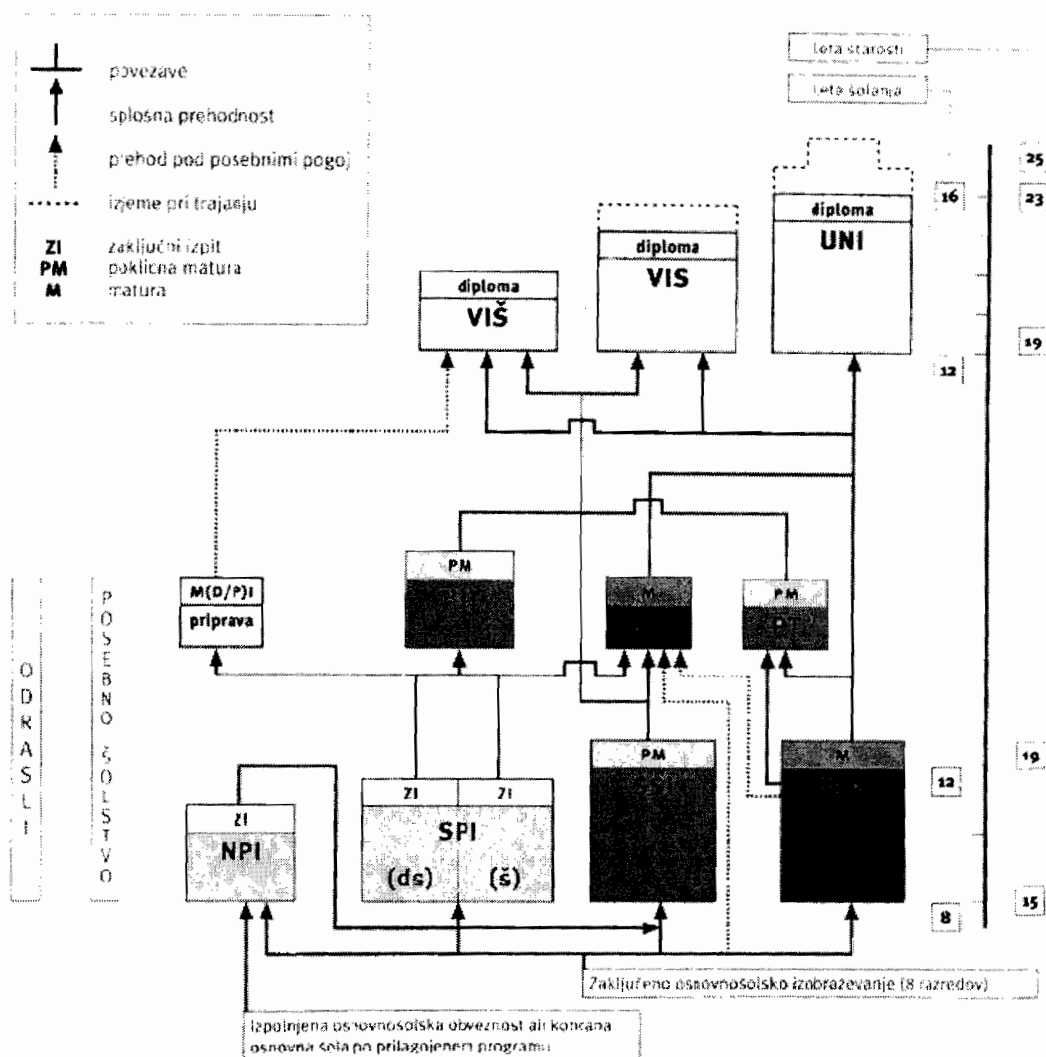 povezave
splošna prehodnost
prehod pod posebnimi pogoj
izjeme pri trajanju
ZI zaključni izpit
PM poklicna matura
M matura
Leta starosti
Leta šolanja
25
16
23
diploma
UNI
diploma
VIS
diploma
VIŠ
19
12
PM
M(D/P)I
priprava
M
PM
ODRASLI
POSEBNO ŠOLSTVO
PM
M
19
12
ZI
ZI
ZI
NPI
SPI
(ds)
(š)
8
15
Zaključeno osnovnošolsko izobraževanje (8 razredov)
Izpolnjena osnovnošolska obveznost ali končana
osnovna šola po prilagojenem programu